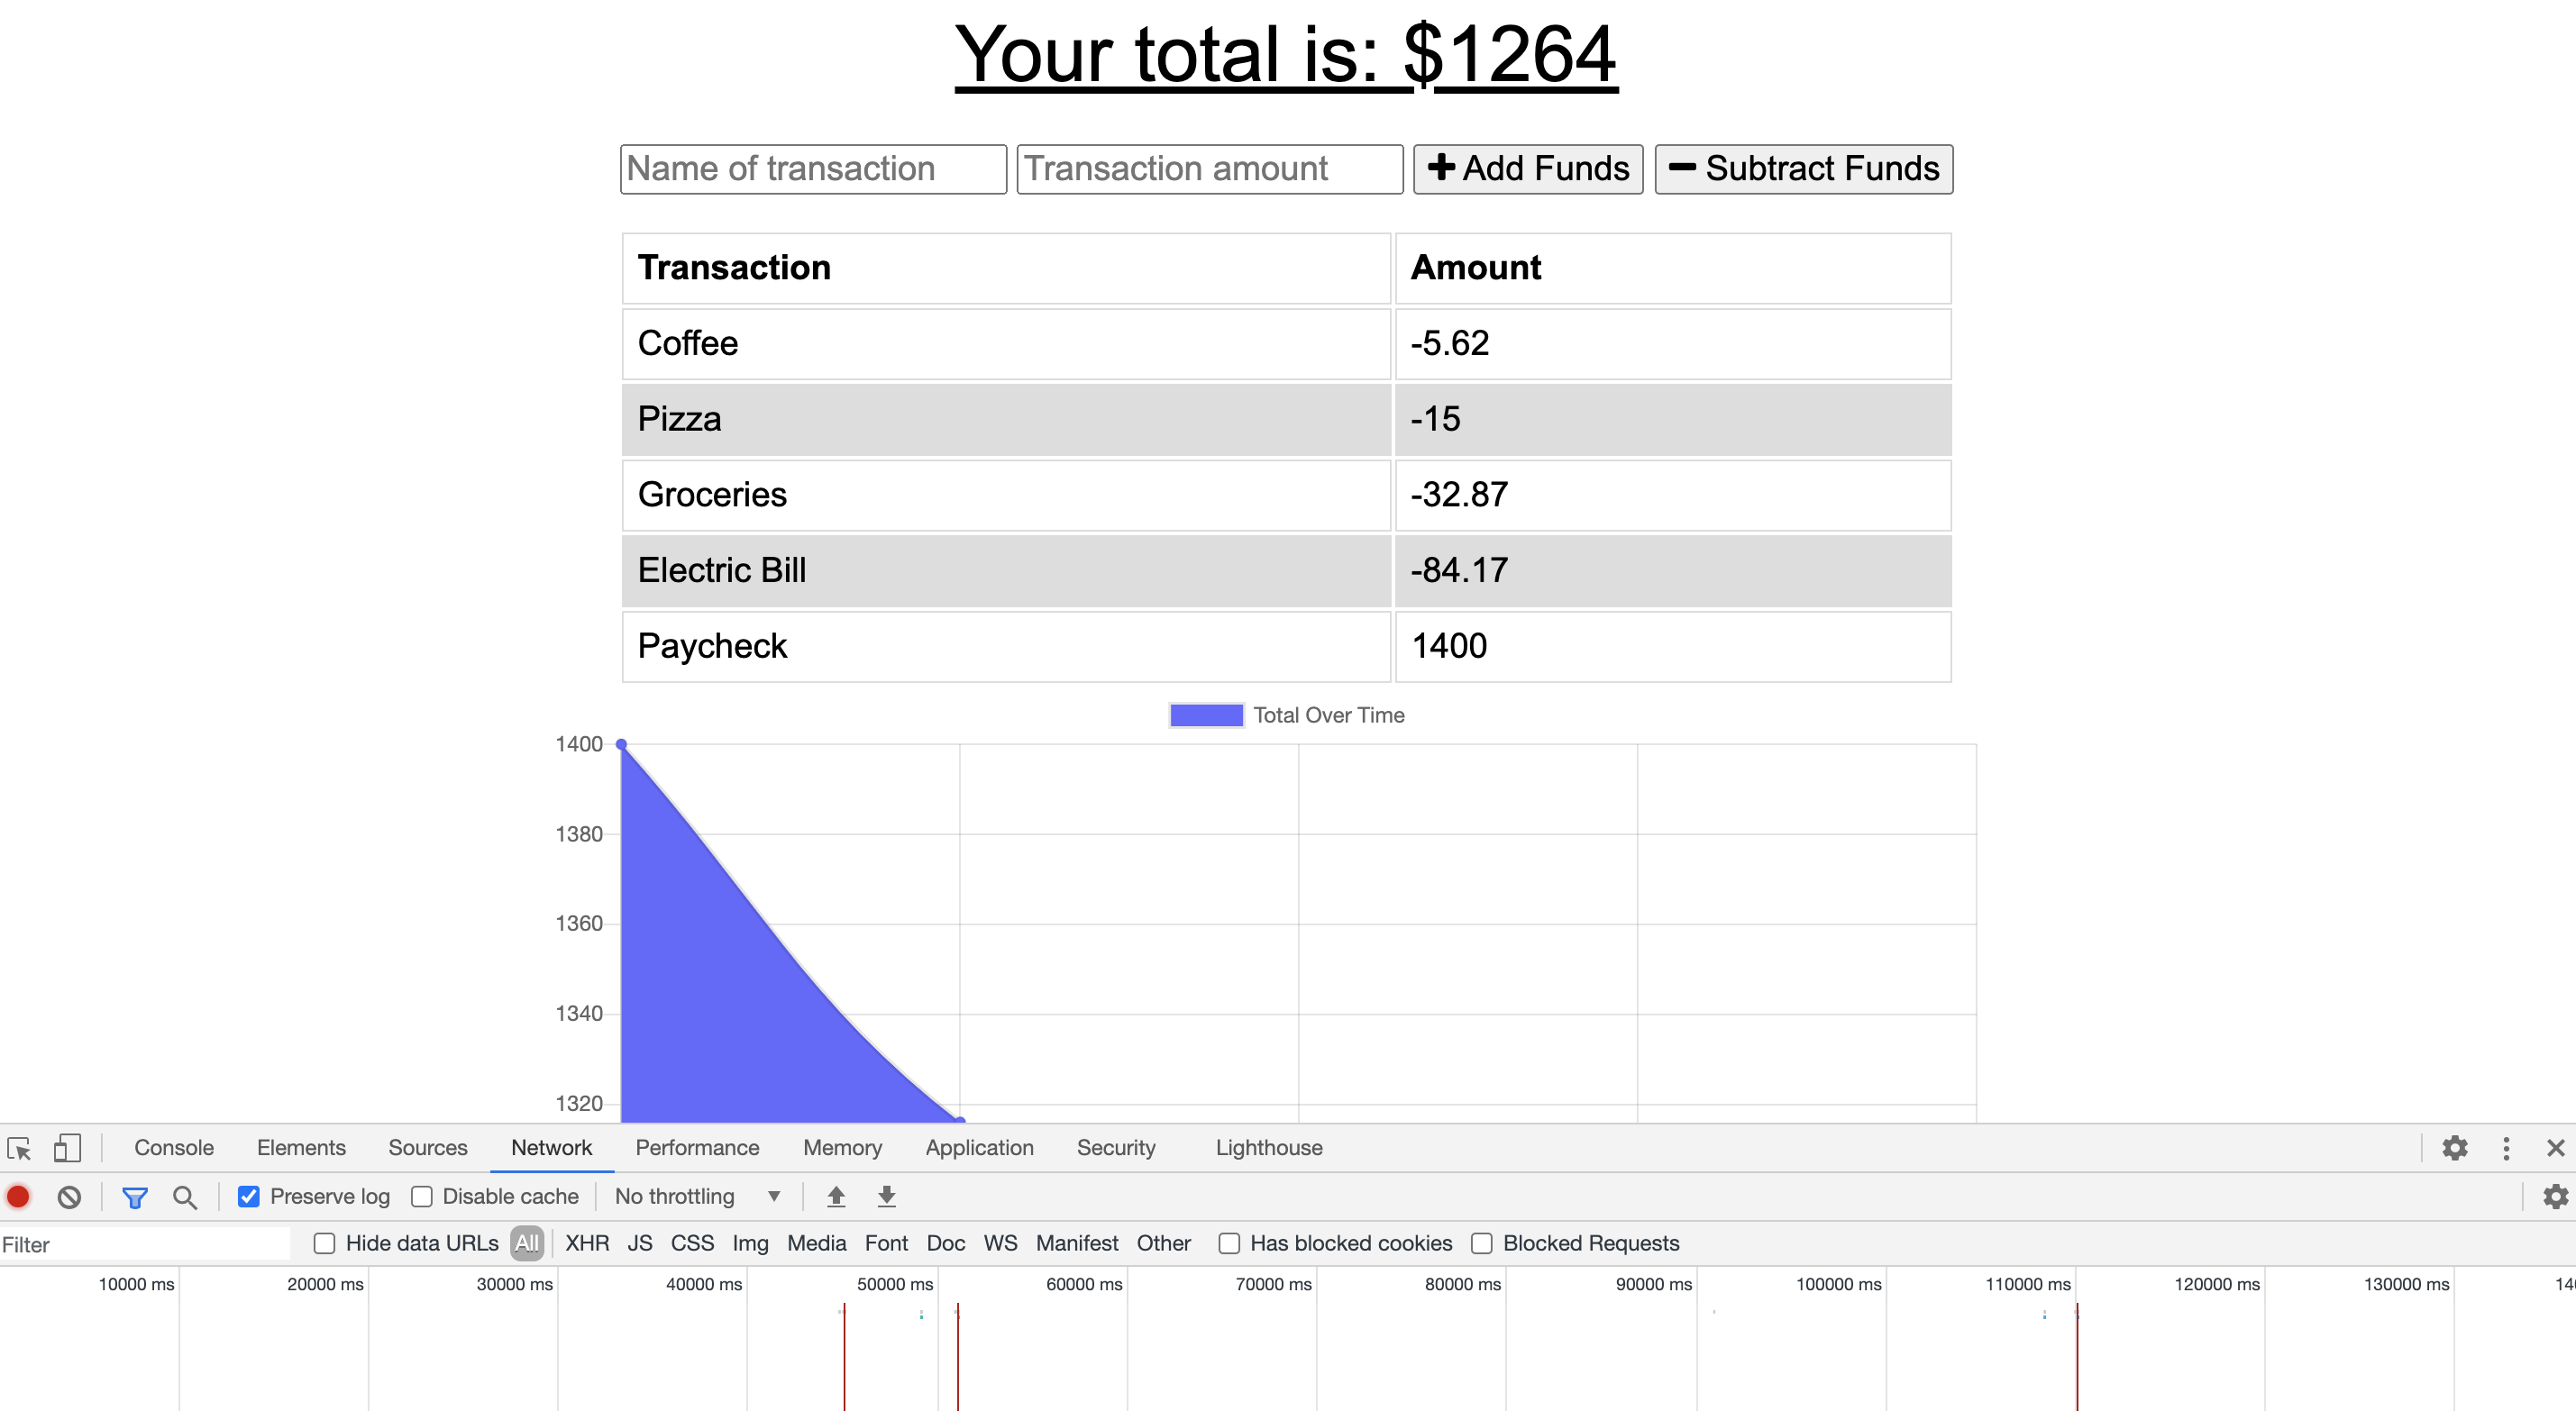 Your total is: $1264
Name of transaction Transaction amount Add Funds Subtract Funds
Transaction Amount
Coffee -5.62
Pizza -15
Groceries -32.87
Electric Bill -84.17
Paycheck 1400
Total Over Time
1400
1380
1360
1340
1320
Console Elements Sources Network Performance Memory Application Security Lighthouse
Preserve log Disable cache No throttling
Filter Hide data URLs All XHR JS CSS Img Media Font Doc WS Manifest Other Has blocked cookies Blocked Requests
10000 ms 20000 ms 30000 ms 40000 ms 50000 ms 60000 ms 70000 ms 80000 ms 90000 ms 100000 ms 110000 ms 120000 ms 130000 ms